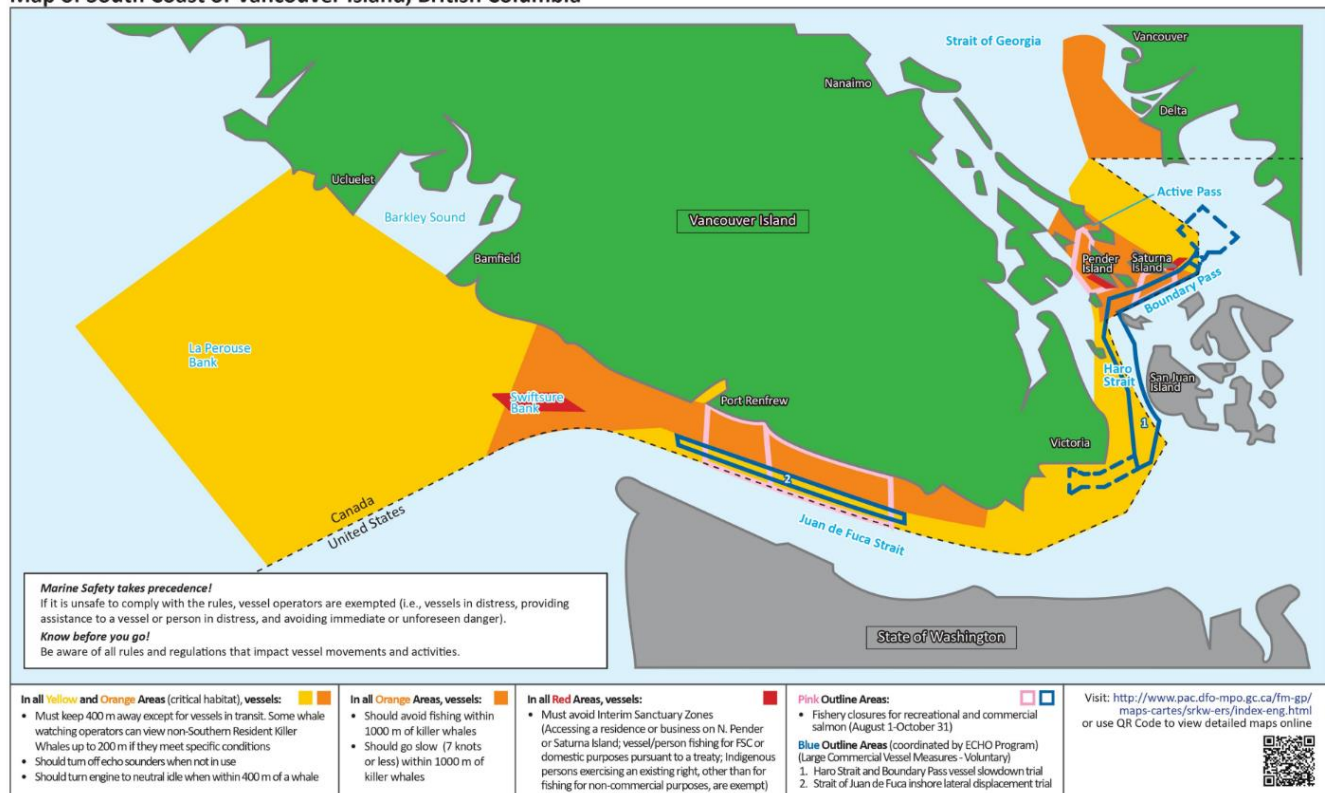 Map of South Coast of Vancouver Island, British Columbia
Strait of Georgia
Vancouver
Nanaimo
Delta
Ucluelet
Active Pass
Barkley Sound
Vancouver Island
Bamfield
Pender
Island
Saturna
Island
Boundary Pass
La Perouse
Bank
Haro
Strait
San Juan
Island
Swiftsure
Bank
Port Renfrew
Victoria
1
2
Canada
United States
Juan de Fuca Strait
State of Washington
Marine Safety takes precedence!
If it is unsafe to comply with the rules, vessel operators are exempted (i.e., vessels in distress, providing
assistance to a vessel or person in distress, and avoiding immediate or unforeseen danger).
Know before you go!
Be aware of all rules and regulations that impact vessel movements and activities.
In all Yellow and Orange Areas (critical habitat), vessels:
• Must keep 400 m away except for vessels in transit. Some whale
watching operators can view non-Southern Resident Killer
Whales up to 200 m if they meet specific conditions
• Should turn off echo sounders when not in use
• Should turn engine to neutral idle when within 400 m of a whale
In all Orange Areas, vessels:
• Should avoid fishing within
1000 m of killer whales
• Should go slow (7 knots
or less) within 1000 m of
killer whales
In all Red Areas, vessels:
• Must avoid Interim Sanctuary Zones
(Accessing a residence or business on N. Pender
or Saturna Island; vessel/person fishing for FSC or
domestic purposes pursuant to a treaty; Indigenous
persons exercising an existing right, other than for
fishing for non-commercial purposes, are exempt)
Pink Outline Areas:
• Fishery closures for recreational and commercial
salmon (August 1-October 31)
Blue Outline Areas (coordinated by ECHO Program)
(Large Commercial Vessel Measures - Voluntary)
1. Haro Strait and Boundary Pass vessel slowdown trial
2. Strait of Juan de Fuca inshore lateral displacement trial
Visit: http://www.pac.dfo-mpo.gc.ca/fm-gp/
maps-cartes/srkw-ers/index-eng.html
or use QR Code to view detailed maps online